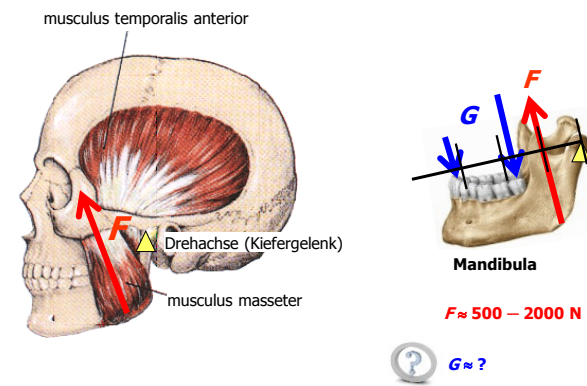 musculus temporalis anterior
F
Drehachse (Kiefergelenk)
musculus masseter
F
G
Mandibula
F ≈ 500 – 2000 N
?
G ≈ ?